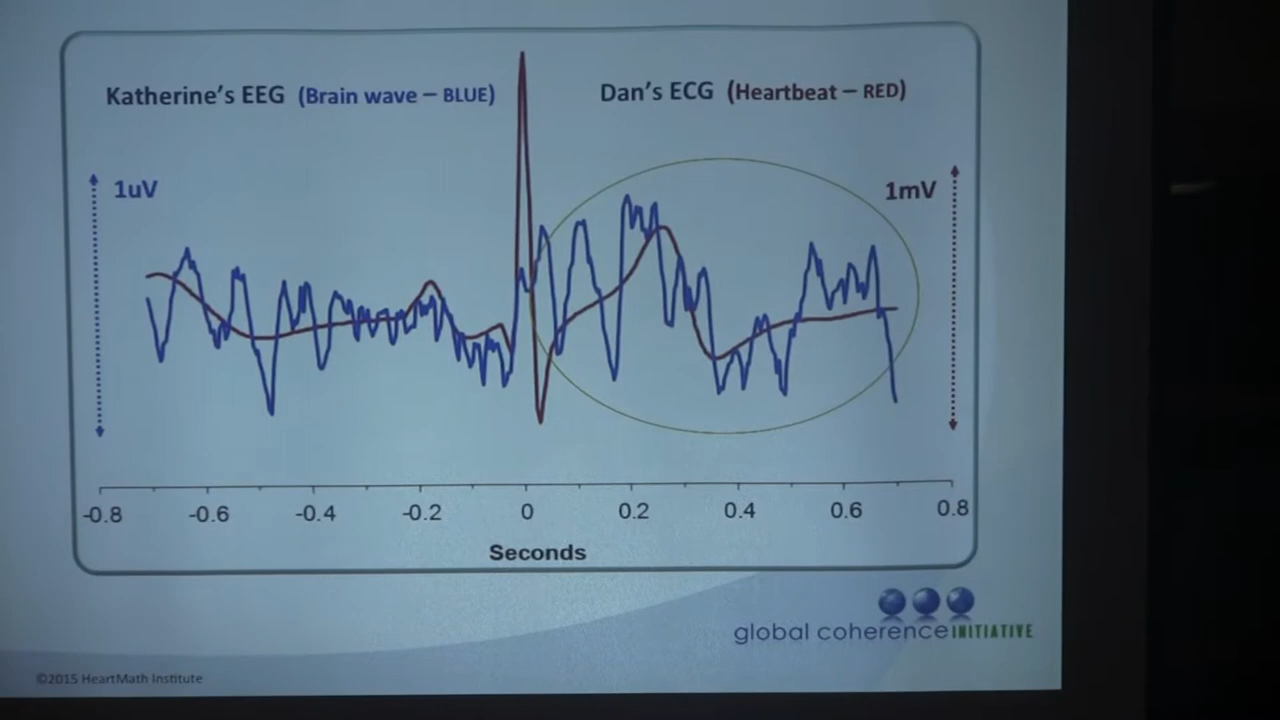 Katherine's EEG (Brain wave – BLUE)
Dan's ECG (Heartbeat – RED)
1uV
1mV
-0.8 -0.6 -0.4 -0.2 0 0.2 0.4 0.6 0.8
Seconds
global coherence INITIATIVE
©2015 HeartMath Institute